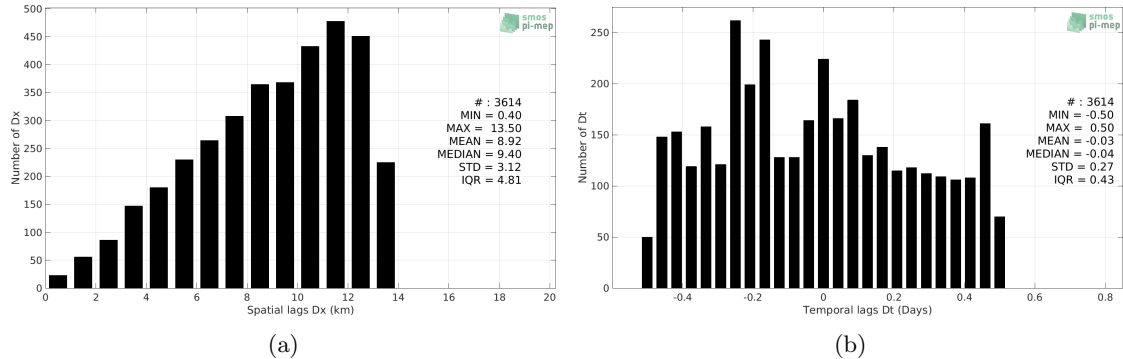 500
450
400
350
300
250
200
150
100
50
0
Number of Dx
smos
pi-mep
# : 3614
MIN = 0.40
MAX = 13.50
MEAN = 8.92
MEDIAN = 9.40
STD = 3.12
IQR = 4.81
0 2 4 6 8 10 12 14 16 18 20
Spatial lags Dx (km)
(a)
250
200
150
100
50
0
Number of Dt
smos
pi-mep
# : 3614
MIN = -0.50
MAX = 0.50
MEAN = -0.03
MEDIAN = -0.04
STD = 0.27
IQR = 0.43
-0.4 -0.2 0 0.2 0.4 0.6 0.8
Temporal lags Dt (Days)
(b)